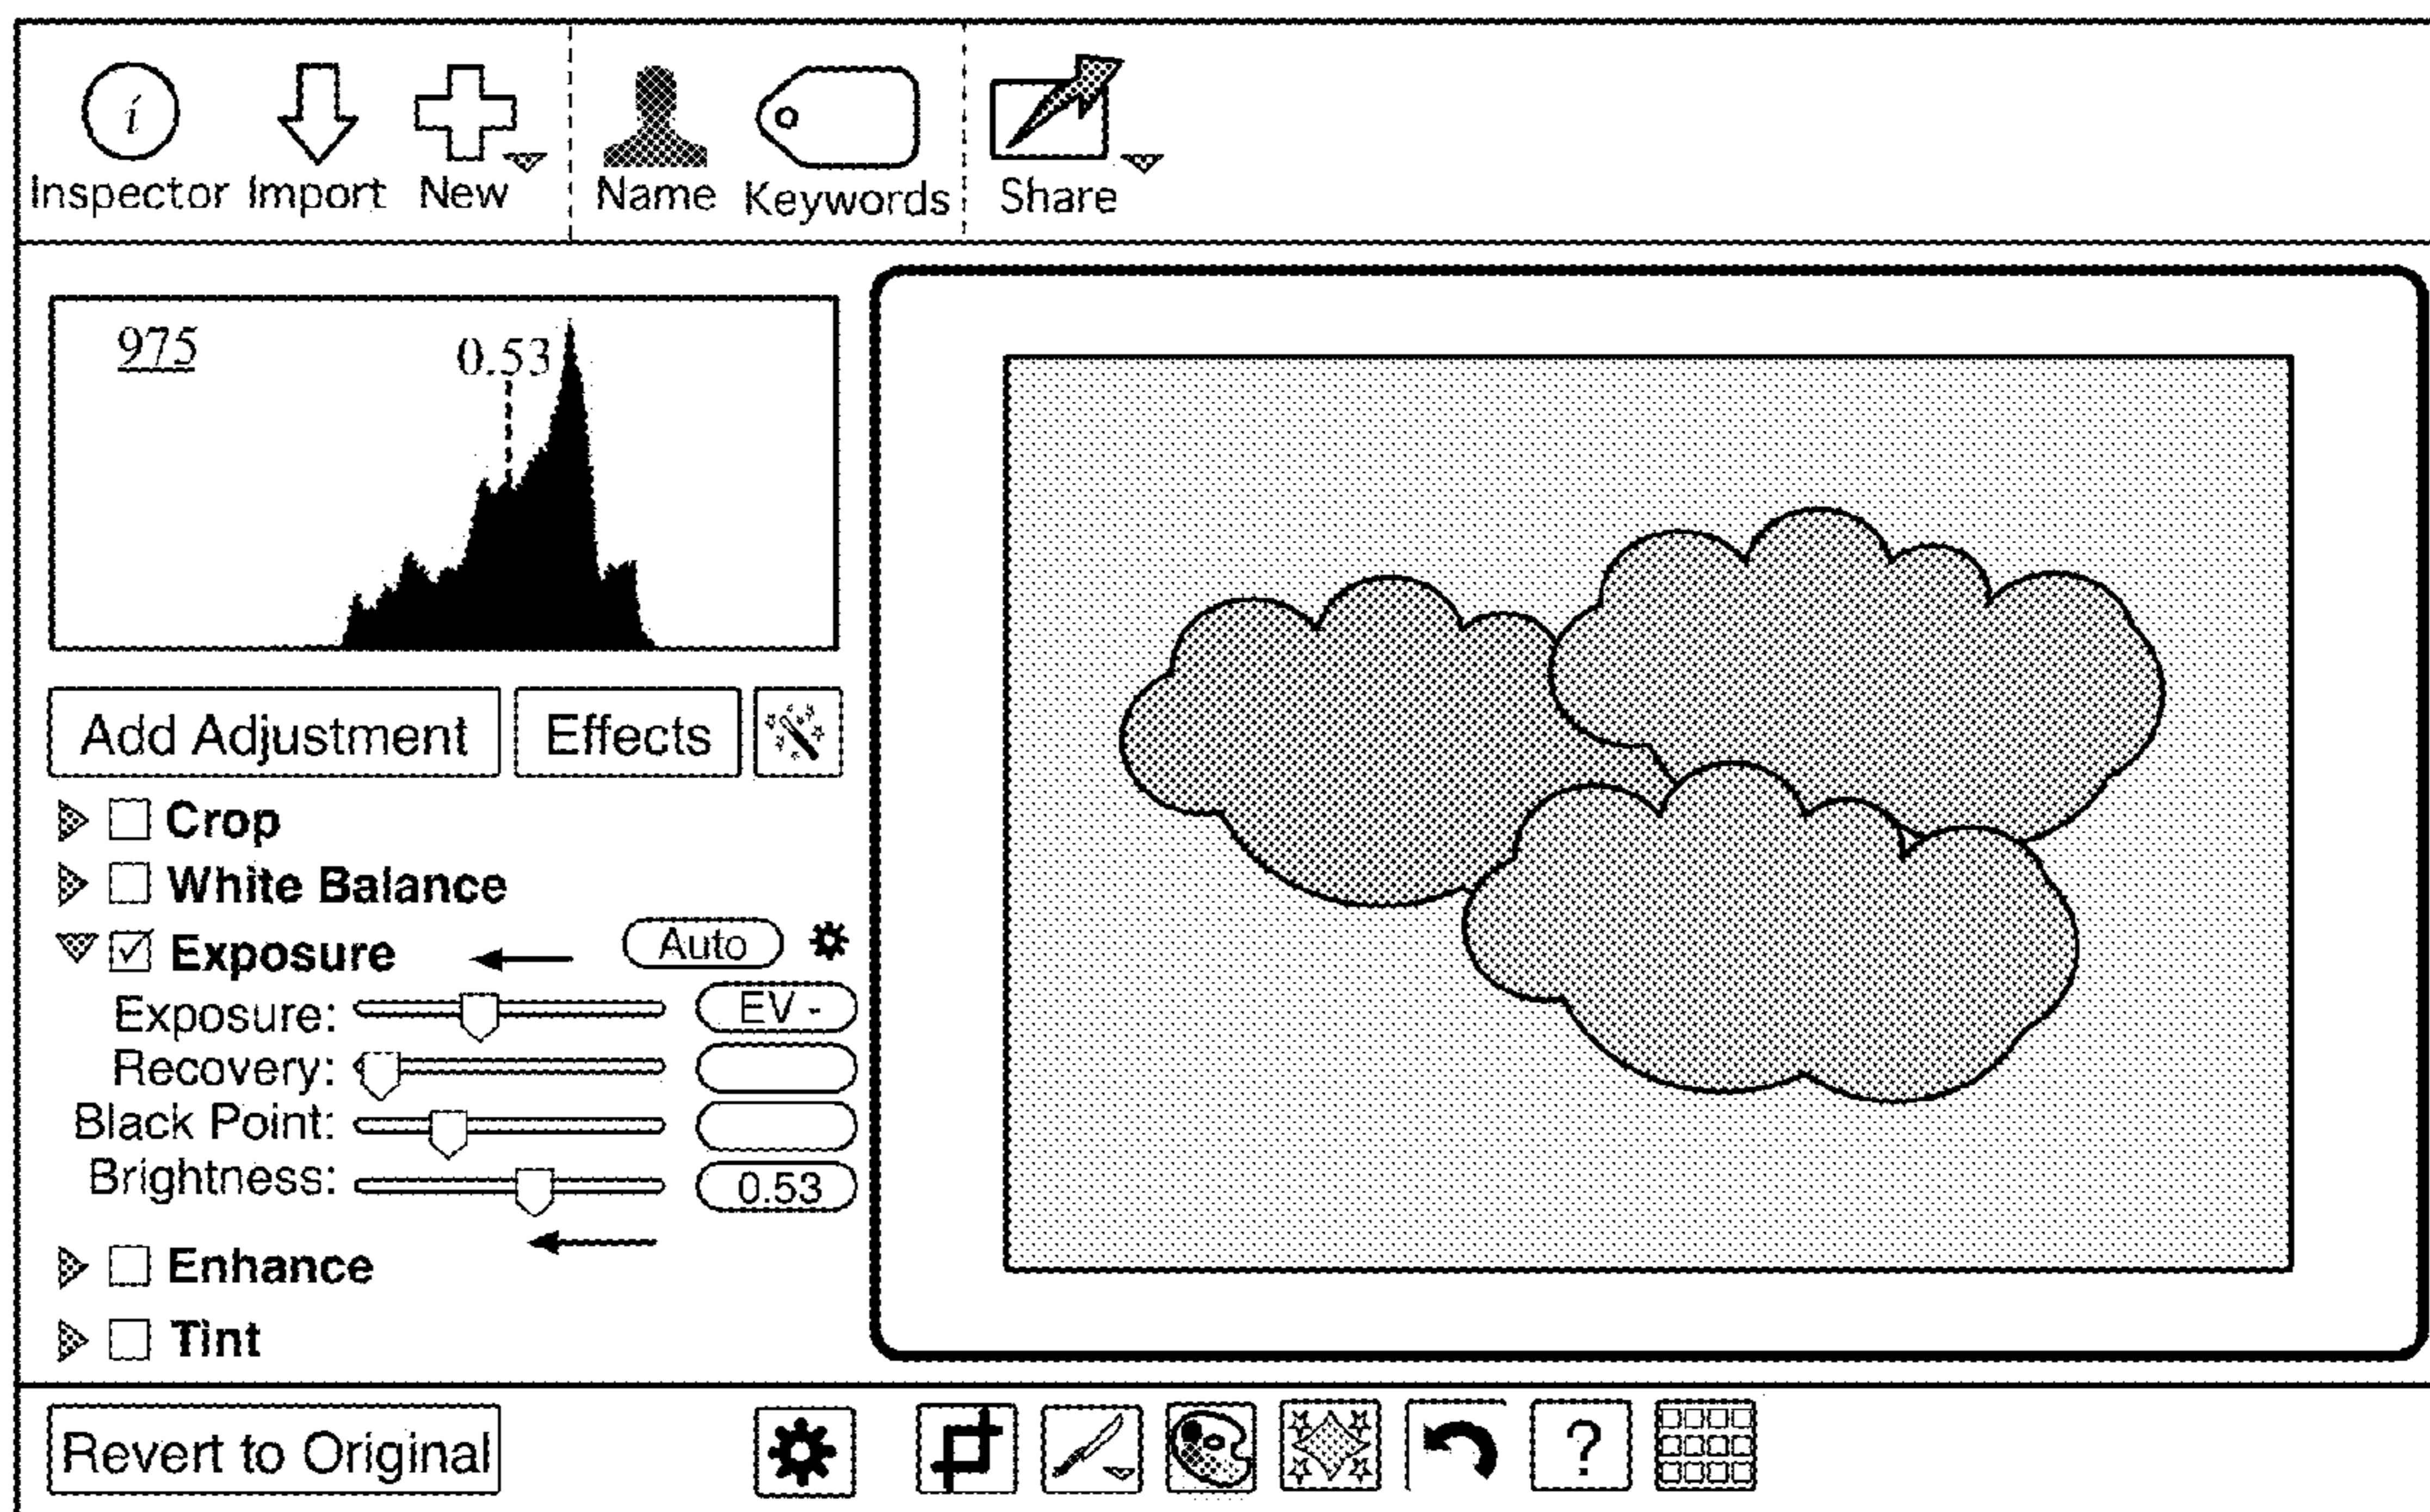 i
Inspector Import New Name Keywords Share
975
0.53
Add Adjustment Effects
Crop
White Balance
Exposure Auto
Exposure: EV -
Recovery:
Black Point:
Brightness: 0.53
Enhance
Tint
Revert to Original ?